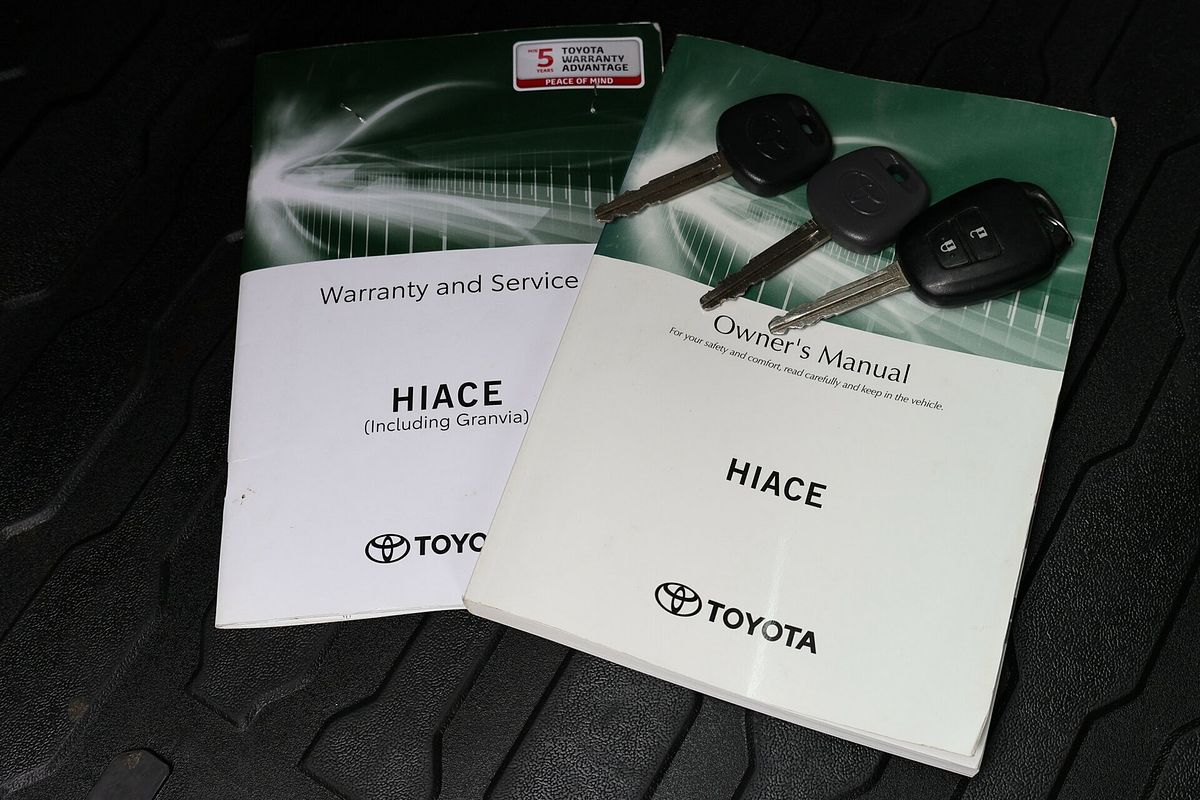 5
YEARS
TOYOTA
WARRANTY
ADVANTAGE
PEACE OF MIND
Warranty and Service
HIACE
(Including Granvia)
TOYO
Owner's Manual
For your safety and comfort, read carefully and keep in the vehicle.
HIACE
TOYOTA